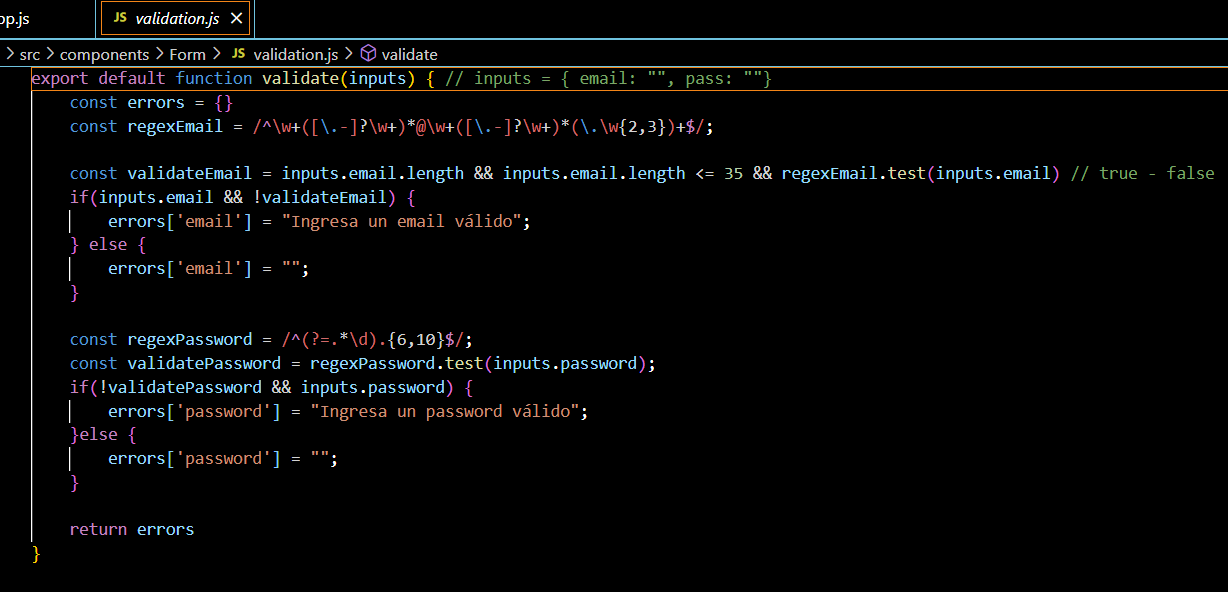 pp.js
JS validation.js ×
> src > components > Form > JS validation.js > validate
export default function validate(inputs) { // inputs = { email: "", pass: ""}
const errors = {}
const regexEmail = /^\w+([\.-]?\w+)*@\w+([\.-]?\w+)*(\.\w{2,3})+$/;
const validateEmail = inputs.email.length && inputs.email.length <= 35 && regexEmail.test(inputs.email) // true - false
if(inputs.email && !validateEmail) {
errors['email'] = "Ingresa un email válido";
} else {
errors['email'] = "";
}
const regexPassword = /^(?=.*\d).{6,10}$/;
const validatePassword = regexPassword.test(inputs.password);
if(!validatePassword && inputs.password) {
errors['password'] = "Ingresa un password válido";
}else {
errors['password'] = "";
}
return errors
}